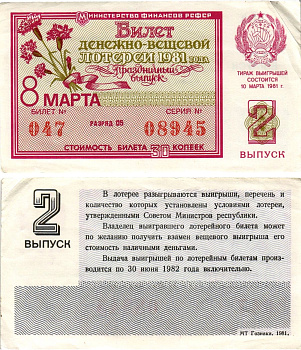 МИНИСТЕРСТВО ФИНАНСОВ РСФСР
БИЛЕТ
ДЕНЕЖНО-ВЕЩЕВОЙ
ЛОТЕРЕИ 1981 ГОДА
ПРАЗДНИЧНЫЙ
ВЫПУСК
8 МАРТА
ТИРАЖ ВЫИГРЫШЕЙ
СОСТОИТСЯ
10 МАРТА 1981 г.
БИЛЕТ №
СЕРИЯ №
047
РАЗРЯД 05
08945
2
ВЫПУСК
СТОИМОСТЬ БИЛЕТА 30 КОПЕЕК
2
ВЫПУСК
В лотерее разыгрываются выигрыши, перечень и
количество которых установлены условиями лотереи,
утвержденными Советом Министров республики.
Владелец выигравшего лотерейного билета может
по желанию получить взамен вещевого выигрыша его
стоимость наличными деньгами.
Выдача выигрышей по лотерейным билетам произ-
водится по 30 июня 1982 года включительно.
МТ Гознака. 1981.